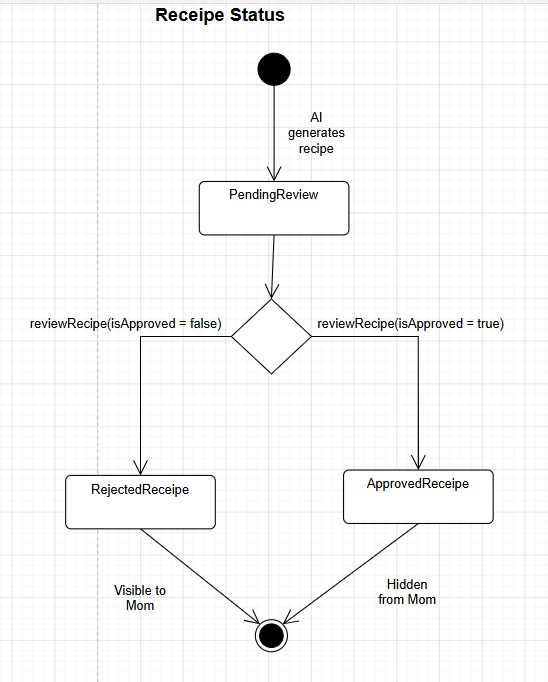 Receipe Status
AI
generates
recipe
PendingReview
reviewRecipe(isApproved = false)
reviewRecipe(isApproved = true)
RejectedReceipe
ApprovedReceipe
Visible to
Mom
Hidden
from Mom